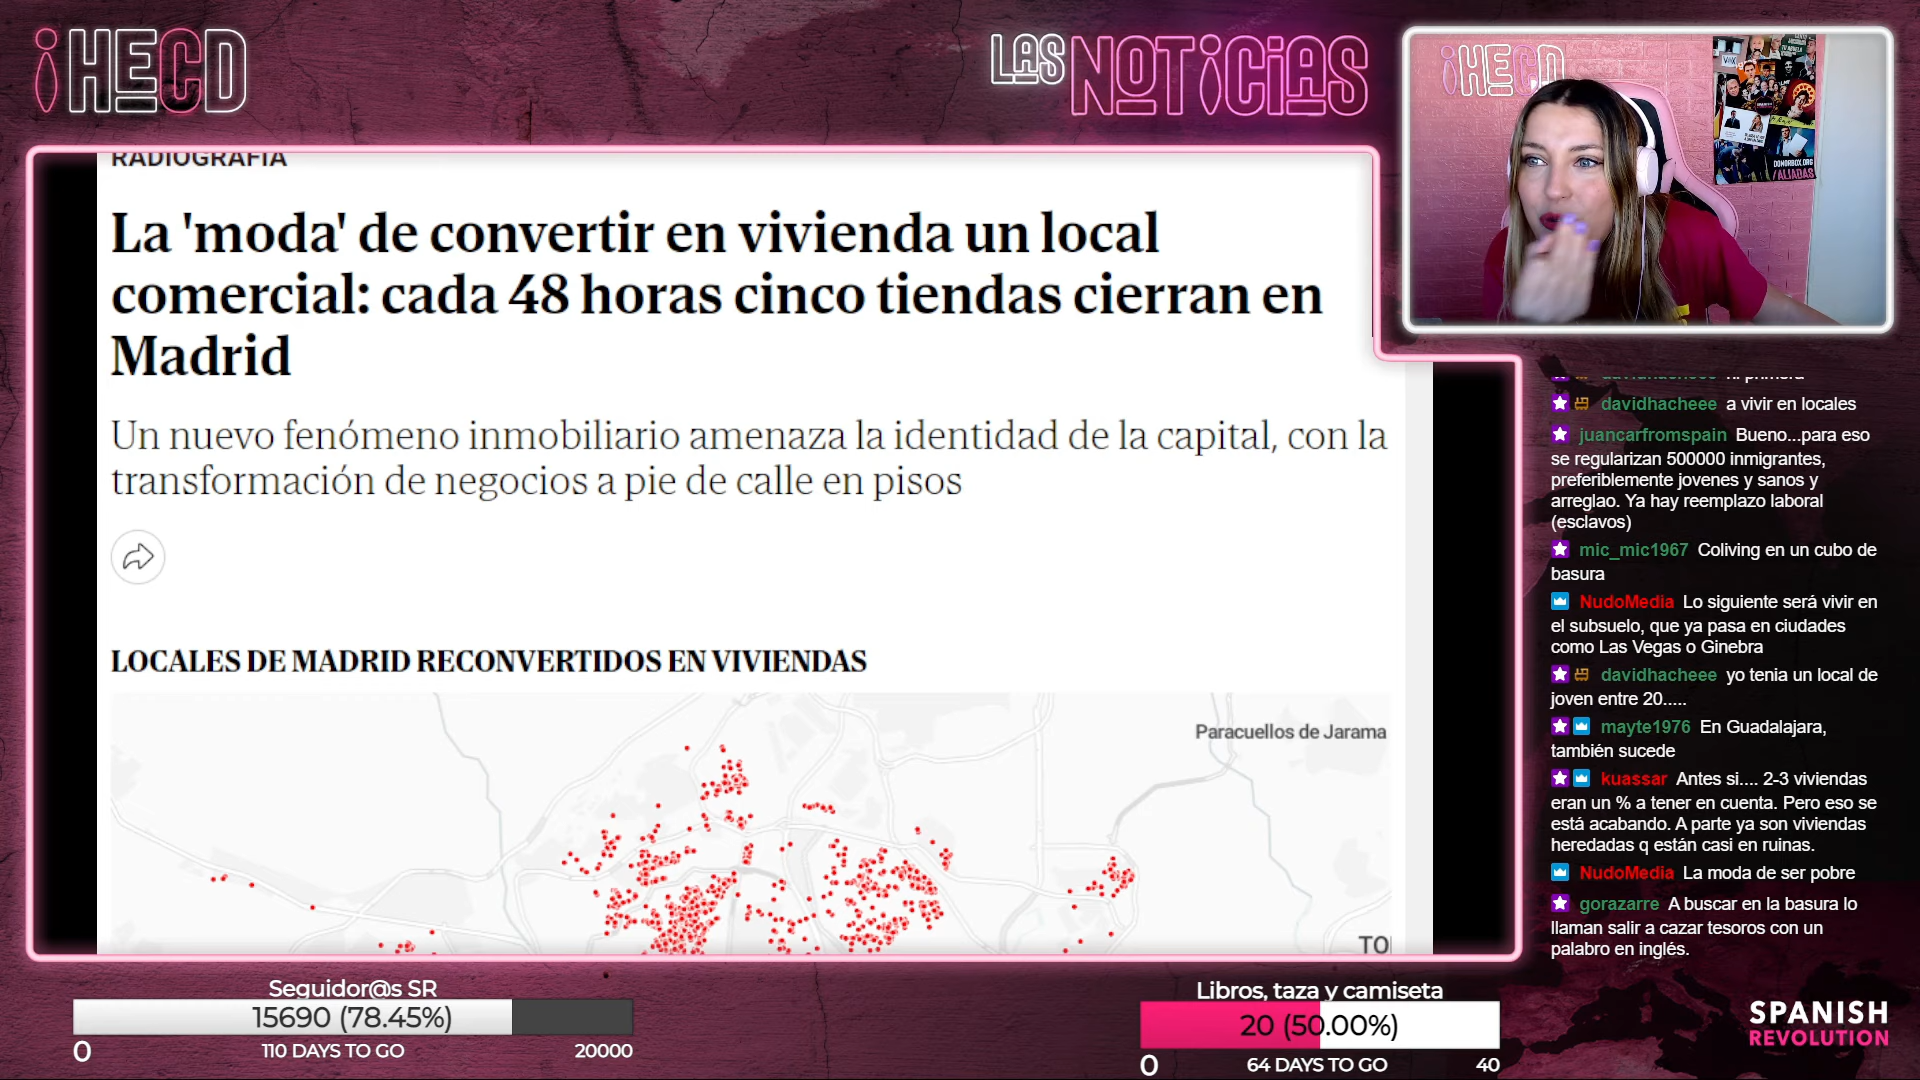 HECD
LAS NOTICIAS
HECD
DONORBOX.ORG
/ALIADAS
RADIOGRAFÍA
La 'moda' de convertir en vivienda un local
comercial: cada 48 horas cinco tiendas cierran en
Madrid
Un nuevo fenómeno inmobiliario amenaza la identidad de la capital, con la
transformación de negocios a pie de calle en pisos
LOCALES DE MADRID RECONVERTIDOS EN VIVIENDAS
Paracuellos de Jarama
TO
davidhacheee a vivir en locales
juancarfromspain Bueno...para eso
se regularizan 500000 inmigrantes,
preferiblemente jovenes y sanos y
arreglao. Ya hay reemplazo laboral
(esclavos)
mic_mic1967 Coliving en un cubo de
basura
NudoMedia Lo siguiente será vivir en
el subsuelo, que ya pasa en ciudades
como Las Vegas o Ginebra
davidhacheee yo tenia un local de
joven entre 20.....
mayte1976 En Guadalajara,
también sucede
kuassar Antes si.... 2-3 viviendas
eran un % a tener en cuenta. Pero eso se
está acabando. A parte ya son viviendas
heredadas q están casi en ruinas.
NudoMedia La moda de ser pobre
gorazarre A buscar en la basura lo
llaman salir a cazar tesoros con un
palabro en inglés.
Seguidor@s SR
15690 (78.45%)
0 110 DAYS TO GO 20000
Libros, taza y camiseta
20 (50.00%)
0 64 DAYS TO GO 40
SPANISH
REVOLUTION